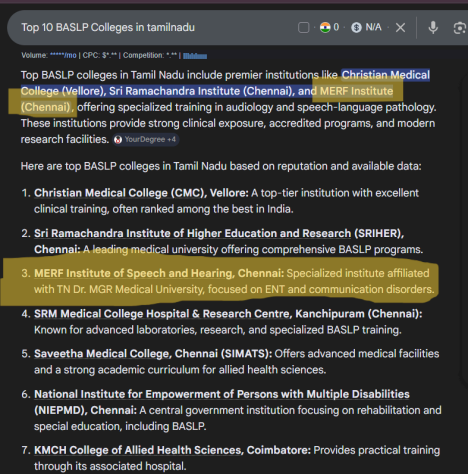 Top 10 BASLP Colleges in tamilnadu
0 · $ N/A ·
Volume: *****/mo | CPC: $*.** | Competition: *.** |
Top BASLP colleges in Tamil Nadu include premier institutions like Christian Medical
College (Vellore), Sri Ramachandra Institute (Chennai), and MERF Institute
(Chennai), offering specialized training in audiology and speech-language pathology.
These institutions provide strong clinical exposure, accredited programs, and modern
research facilities. YourDegree +4
Here are top BASLP colleges in Tamil Nadu based on reputation and available data:
1. Christian Medical College (CMC), Vellore: A top-tier institution with excellent
clinical training, often ranked among the best in India.
2. Sri Ramachandra Institute of Higher Education and Research (SRIHER),
Chennai: A leading medical university offering comprehensive BASLP programs.
3. MERF Institute of Speech and Hearing, Chennai: Specialized institute affiliated
with TN Dr. MGR Medical University, focused on ENT and communication disorders.
4. SRM Medical College Hospital & Research Centre, Kanchipuram (Chennai):
Known for advanced laboratories, research, and specialized BASLP training.
5. Saveetha Medical College, Chennai (SIMATS): Offers advanced medical facilities
and a strong academic curriculum for allied health sciences.
6. National Institute for Empowerment of Persons with Multiple Disabilities
(NIEPMD), Chennai: A central government institution focusing on rehabilitation and
special education, including BASLP.
7. KMCH College of Allied Health Sciences, Coimbatore: Provides practical training
through its associated hospital.